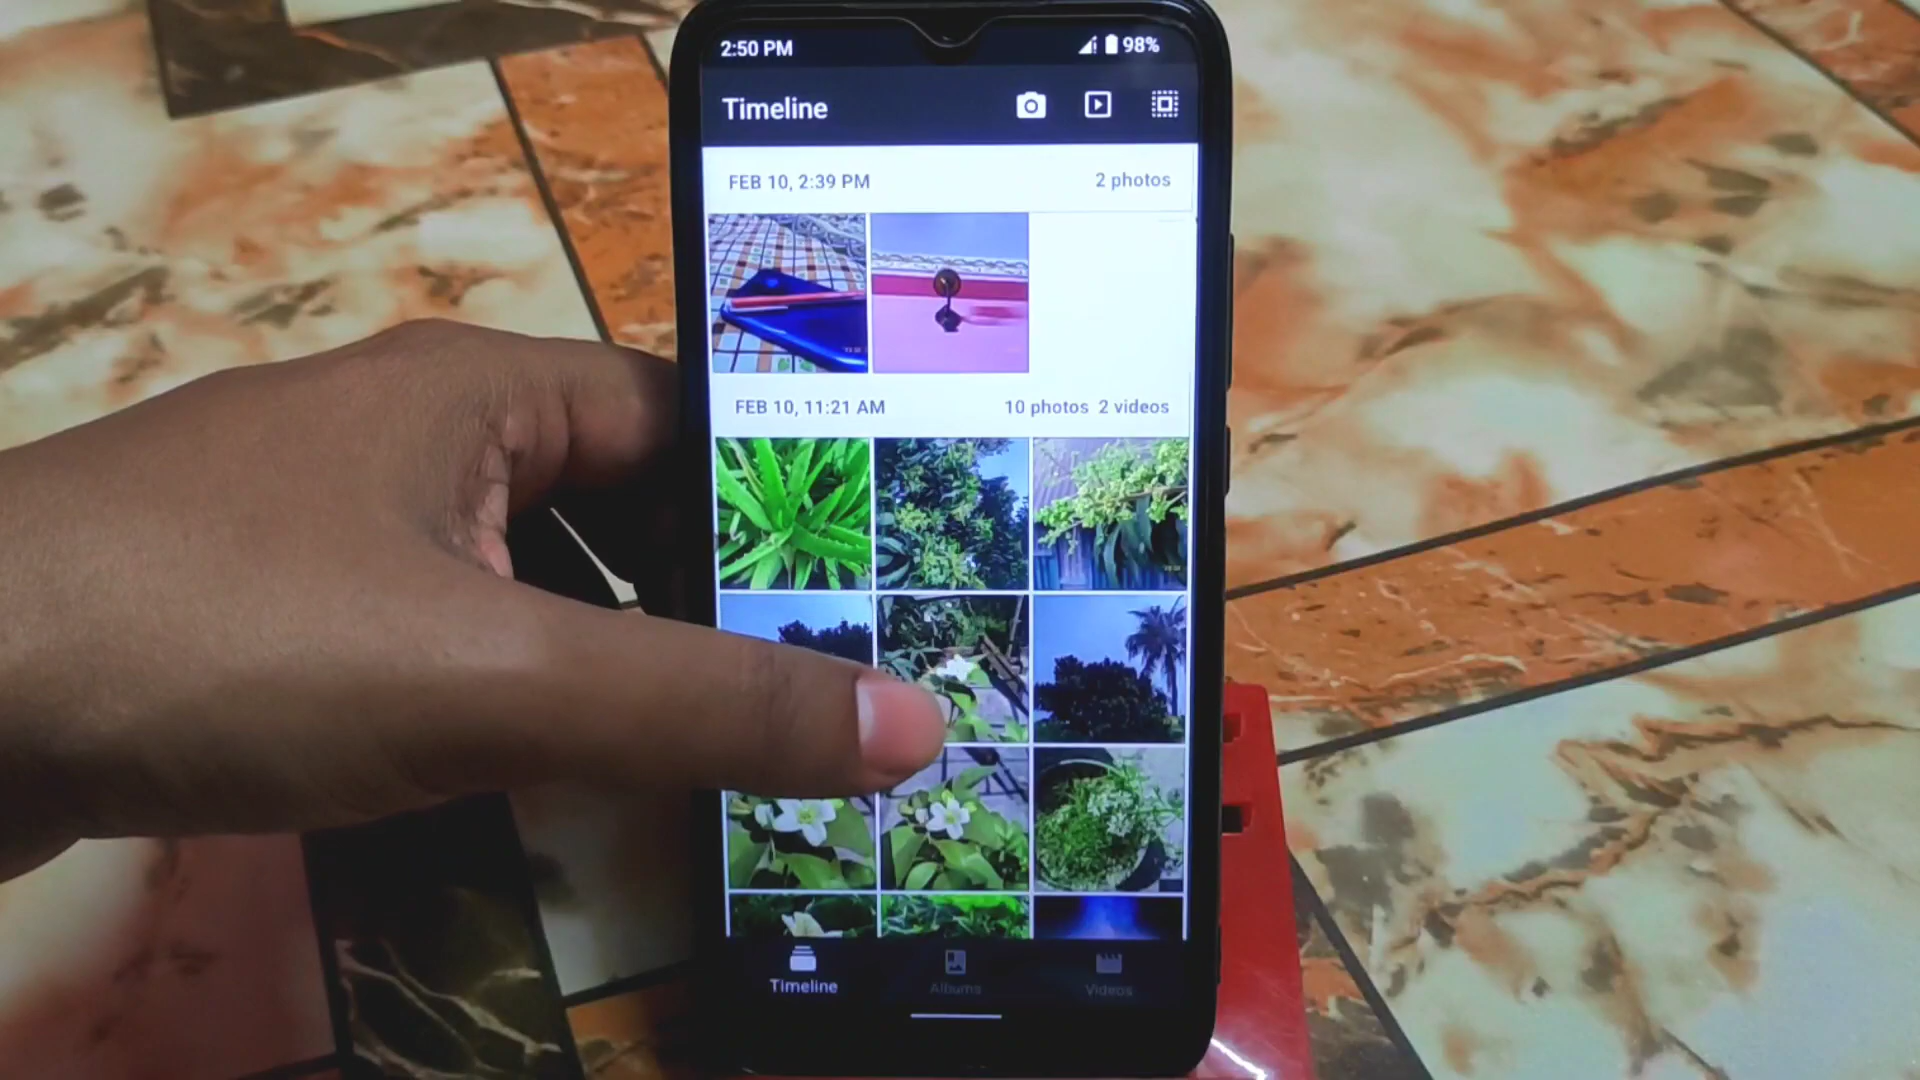 2:50 PM 98%
Timeline
FEB 10, 2:39 PM 2 photos
FEB 10, 11:21 AM 10 photos 2 videos
Timeline Albums Videos